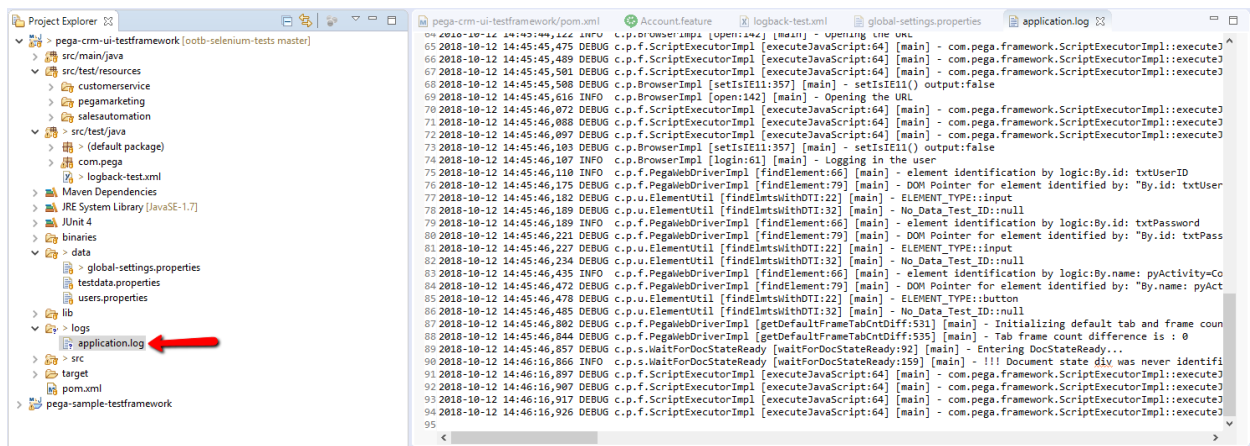 Project Explorer
> pega-crm-ui-testframework [ootb-selenium-tests master]
src/main/java
src/test/resources
customerservice
pegamarketing
salesautomation
> src/test/java
> (default package)
com.pega
> logback-test.xml
Maven Dependencies
JRE System Library [JavaSE-1.7]
JUnit 4
binaries
> data
> global-settings.properties
testdata.properties
users.properties
lib
> logs
application.log
> src
target
pom.xml
pega-sample-testframework
pega-crm-ui-testframework/pom.xml Account.feature logback-test.xml global-settings.properties application.log
64 2018-10-12 14:45:44,122 INFO c.p.BrowserImpl [open:142] [main] - Opening the URL
65 2018-10-12 14:45:45,475 DEBUG c.p.f.ScriptExecutorImpl [executeJavaScript:64] [main] - com.pega.framework.ScriptExecutorImpl::executeJ
66 2018-10-12 14:45:45,489 DEBUG c.p.f.ScriptExecutorImpl [executeJavaScript:64] [main] - com.pega.framework.ScriptExecutorImpl::executeJ
67 2018-10-12 14:45:45,501 DEBUG c.p.f.ScriptExecutorImpl [executeJavaScript:64] [main] - com.pega.framework.ScriptExecutorImpl::executeJ
68 2018-10-12 14:45:45,508 DEBUG c.p.BrowserImpl [setIsIE11:357] [main] - setIsIE11() output:false
69 2018-10-12 14:45:45,616 INFO c.p.BrowserImpl [open:142] [main] - Opening the URL
70 2018-10-12 14:45:46,072 DEBUG c.p.f.ScriptExecutorImpl [executeJavaScript:64] [main] - com.pega.framework.ScriptExecutorImpl::executeJ
71 2018-10-12 14:45:46,088 DEBUG c.p.f.ScriptExecutorImpl [executeJavaScript:64] [main] - com.pega.framework.ScriptExecutorImpl::executeJ
72 2018-10-12 14:45:46,097 DEBUG c.p.f.ScriptExecutorImpl [executeJavaScript:64] [main] - com.pega.framework.ScriptExecutorImpl::executeJ
73 2018-10-12 14:45:46,103 DEBUG c.p.BrowserImpl [setIsIE11:357] [main] - setIsIE11() output:false
74 2018-10-12 14:45:46,107 INFO c.p.BrowserImpl [login:61] [main] - Logging in the user
75 2018-10-12 14:45:46,110 INFO c.p.f.PegaWebDriverImpl [findElement:66] [main] - element identification by logic:By.id: txtUserID
76 2018-10-12 14:45:46,175 DEBUG c.p.f.PegaWebDriverImpl [findElement:79] [main] - DOM Pointer for element identified by: "By.id: txtUser
77 2018-10-12 14:45:46,182 DEBUG c.p.u.ElementUtil [findElmtsWithDTI:22] [main] - ELEMENT_TYPE::input
78 2018-10-12 14:45:46,189 DEBUG c.p.u.ElementUtil [findElmtsWithDTI:32] [main] - No_Data_Test_ID::null
79 2018-10-12 14:45:46,189 INFO c.p.f.PegaWebDriverImpl [findElement:66] [main] - element identification by logic:By.id: txtPassword
80 2018-10-12 14:45:46,221 DEBUG c.p.f.PegaWebDriverImpl [findElement:79] [main] - DOM Pointer for element identified by: "By.id: txtPass
81 2018-10-12 14:45:46,227 DEBUG c.p.u.ElementUtil [findElmtsWithDTI:22] [main] - ELEMENT_TYPE::input
82 2018-10-12 14:45:46,234 DEBUG c.p.u.ElementUtil [findElmtsWithDTI:32] [main] - No_Data_Test_ID::null
83 2018-10-12 14:45:46,435 INFO c.p.f.PegaWebDriverImpl [findElement:66] [main] - element identification by logic:By.name: pyActivity=Co
84 2018-10-12 14:45:46,472 DEBUG c.p.f.PegaWebDriverImpl [findElement:79] [main] - DOM Pointer for element identified by: "By.name: pyAct
85 2018-10-12 14:45:46,478 DEBUG c.p.u.ElementUtil [findElmtsWithDTI:22] [main] - ELEMENT_TYPE::button
86 2018-10-12 14:45:46,485 DEBUG c.p.u.ElementUtil [findElmtsWithDTI:32] [main] - No_Data_Test_ID::null
87 2018-10-12 14:45:46,802 DEBUG c.p.f.PegaWebDriverImpl [getDefaultFrameTabCntDiff:531] [main] - Initializing default tab and frame coun
88 2018-10-12 14:45:46,844 DEBUG c.p.f.PegaWebDriverImpl [getDefaultFrameTabCntDiff:535] [main] - Tab frame count difference is : 0
89 2018-10-12 14:45:46,857 DEBUG c.p.s.WaitForDocStateReady [waitForDocStateReady:92] [main] - Entering DocStateReady...
90 2018-10-12 14:46:16,866 INFO c.p.s.WaitForDocStateReady [waitForDocStateReady:159] [main] - !!! Document state div was never identifi
91 2018-10-12 14:46:16,897 DEBUG c.p.f.ScriptExecutorImpl [executeJavaScript:64] [main] - com.pega.framework.ScriptExecutorImpl::executeJ
92 2018-10-12 14:46:16,907 DEBUG c.p.f.ScriptExecutorImpl [executeJavaScript:64] [main] - com.pega.framework.ScriptExecutorImpl::executeJ
93 2018-10-12 14:46:16,917 DEBUG c.p.f.ScriptExecutorImpl [executeJavaScript:64] [main] - com.pega.framework.ScriptExecutorImpl::executeJ
94 2018-10-12 14:46:16,926 DEBUG c.p.f.ScriptExecutorImpl [executeJavaScript:64] [main] - com.pega.framework.ScriptExecutorImpl::executeJ
95